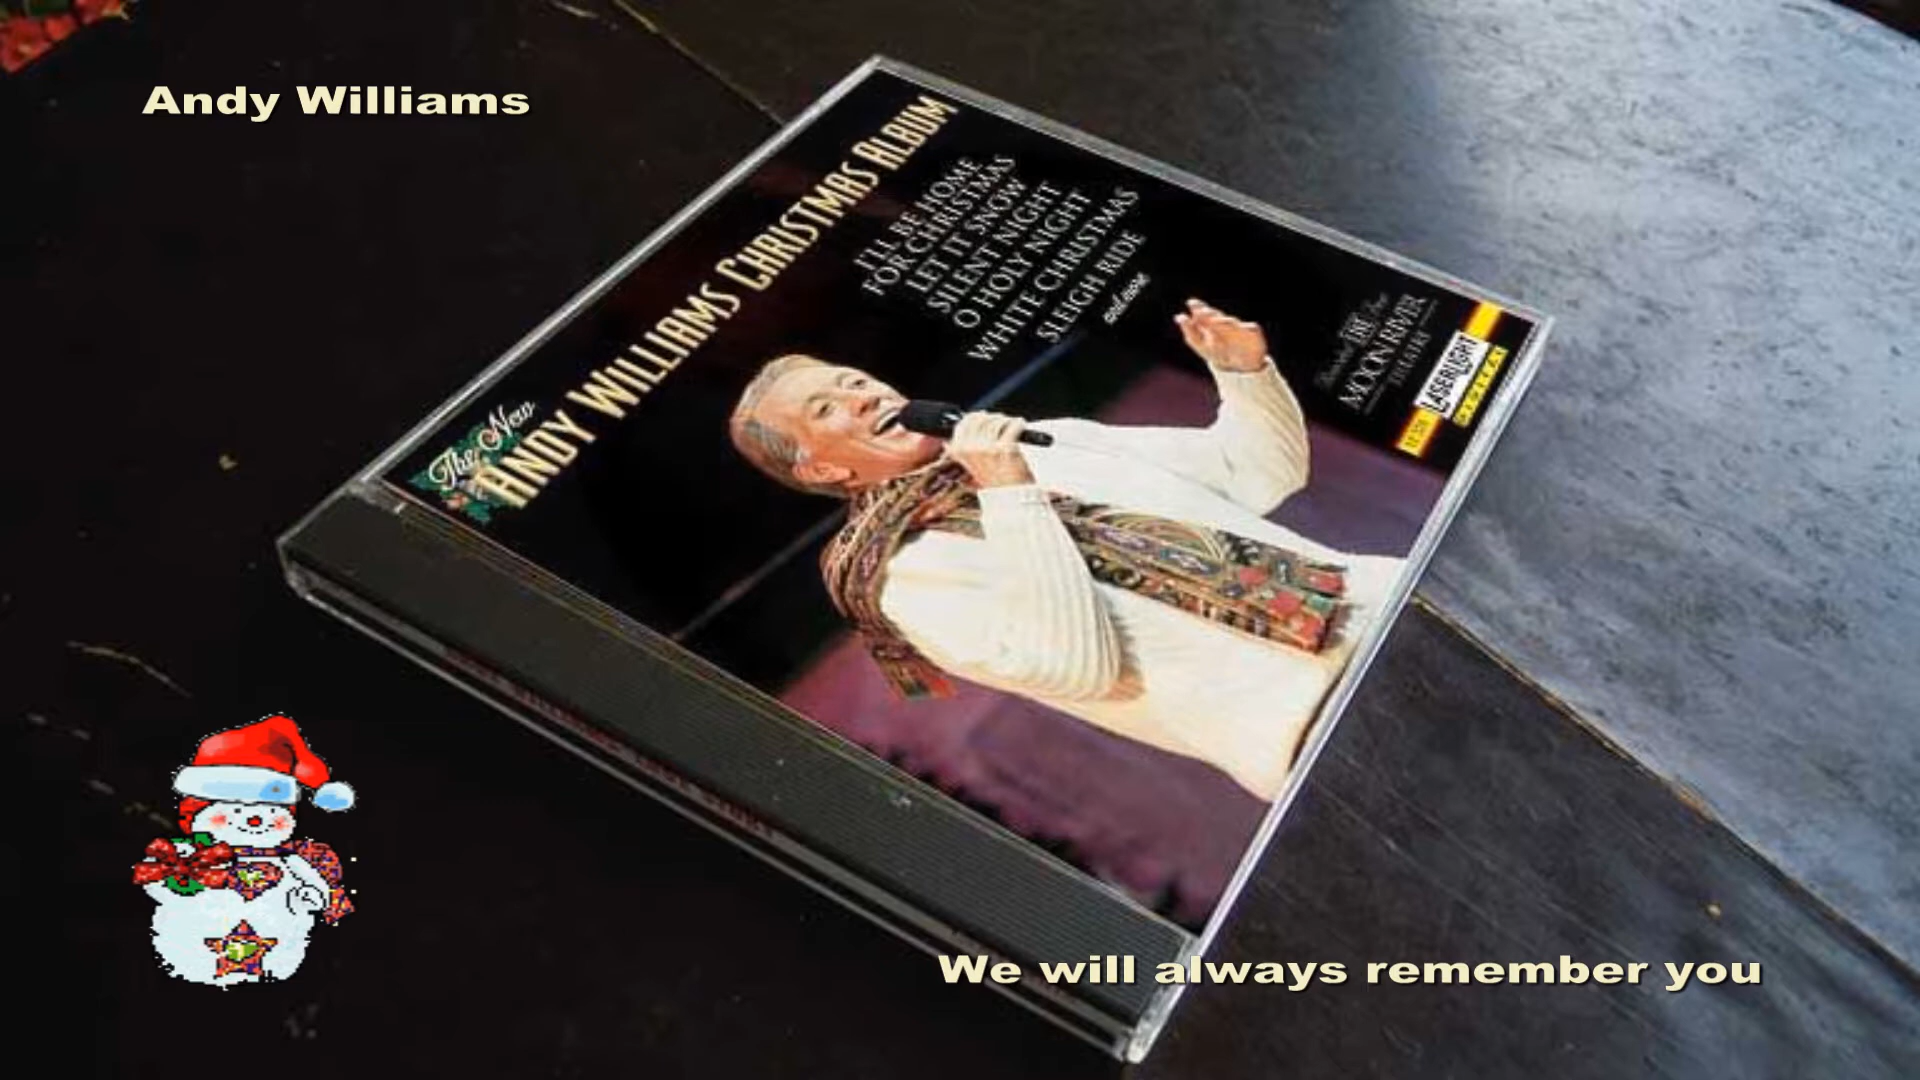 Andy Williams
The New
ANDY WILLIAMS CHRISTMAS ALBUM
I'LL BE HOME
FOR CHRISTMAS
LET IT SNOW
SILENT NIGHT
O HOLY NIGHT
WHITE CHRISTMAS
SLEIGH RIDE
and more
MOON RIVER
THEATRE
LASERLIGHT
DIGITAL
We will always remember you